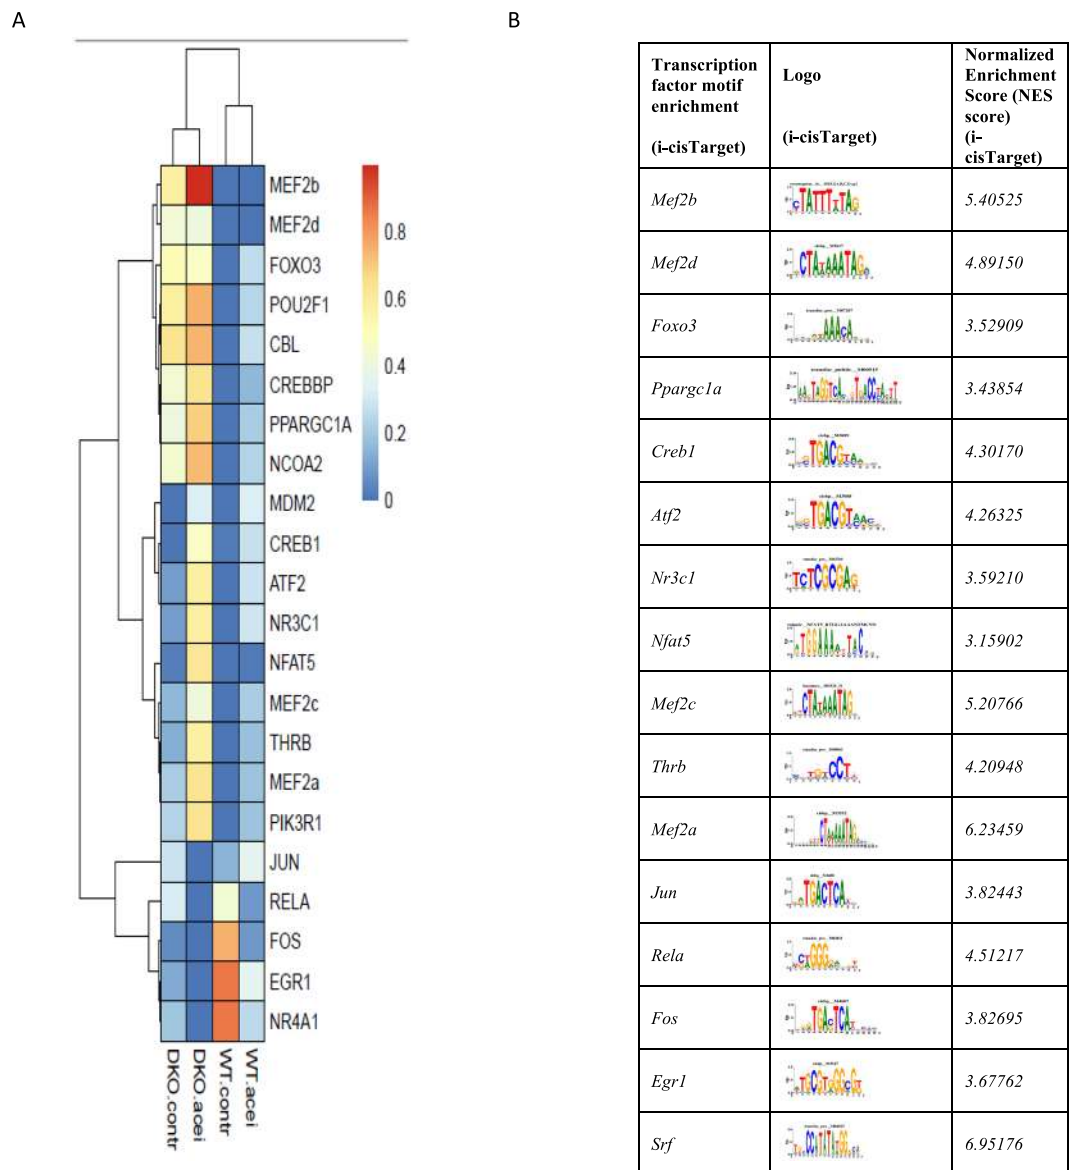 A
B
MEF2b
MEF2d
FOXO3
POU2F1
CBL
CREBBP
PPARGC1A
NCOA2
MDM2
CREB1
ATF2
NR3C1
NFAT5
MEF2c
THRB
MEF2a
PIK3R1
JUN
RELA
FOS
EGR1
NR4A1
0.8
0.6
0.4
0.2
0
DKO.contr
DKO.acei
WT.contr
WT.acei
Transcription
factor motif
enrichment
(i-cisTarget)
Logo
(i-cisTarget)
Normalized
Enrichment
Score (NES
score)
(i-
cisTarget)
Mef2b
5.40525
Mef2d
4.89150
Foxo3
3.52909
Ppargc1a
3.43854
Creb1
4.30170
Atf2
4.26325
Nr3c1
3.59210
Nfat5
3.15902
Mef2c
5.20766
Thrb
4.20948
Mef2a
6.23459
Jun
3.82443
Rela
4.51217
Fos
3.82695
Egr1
3.67762
Srf
6.95176